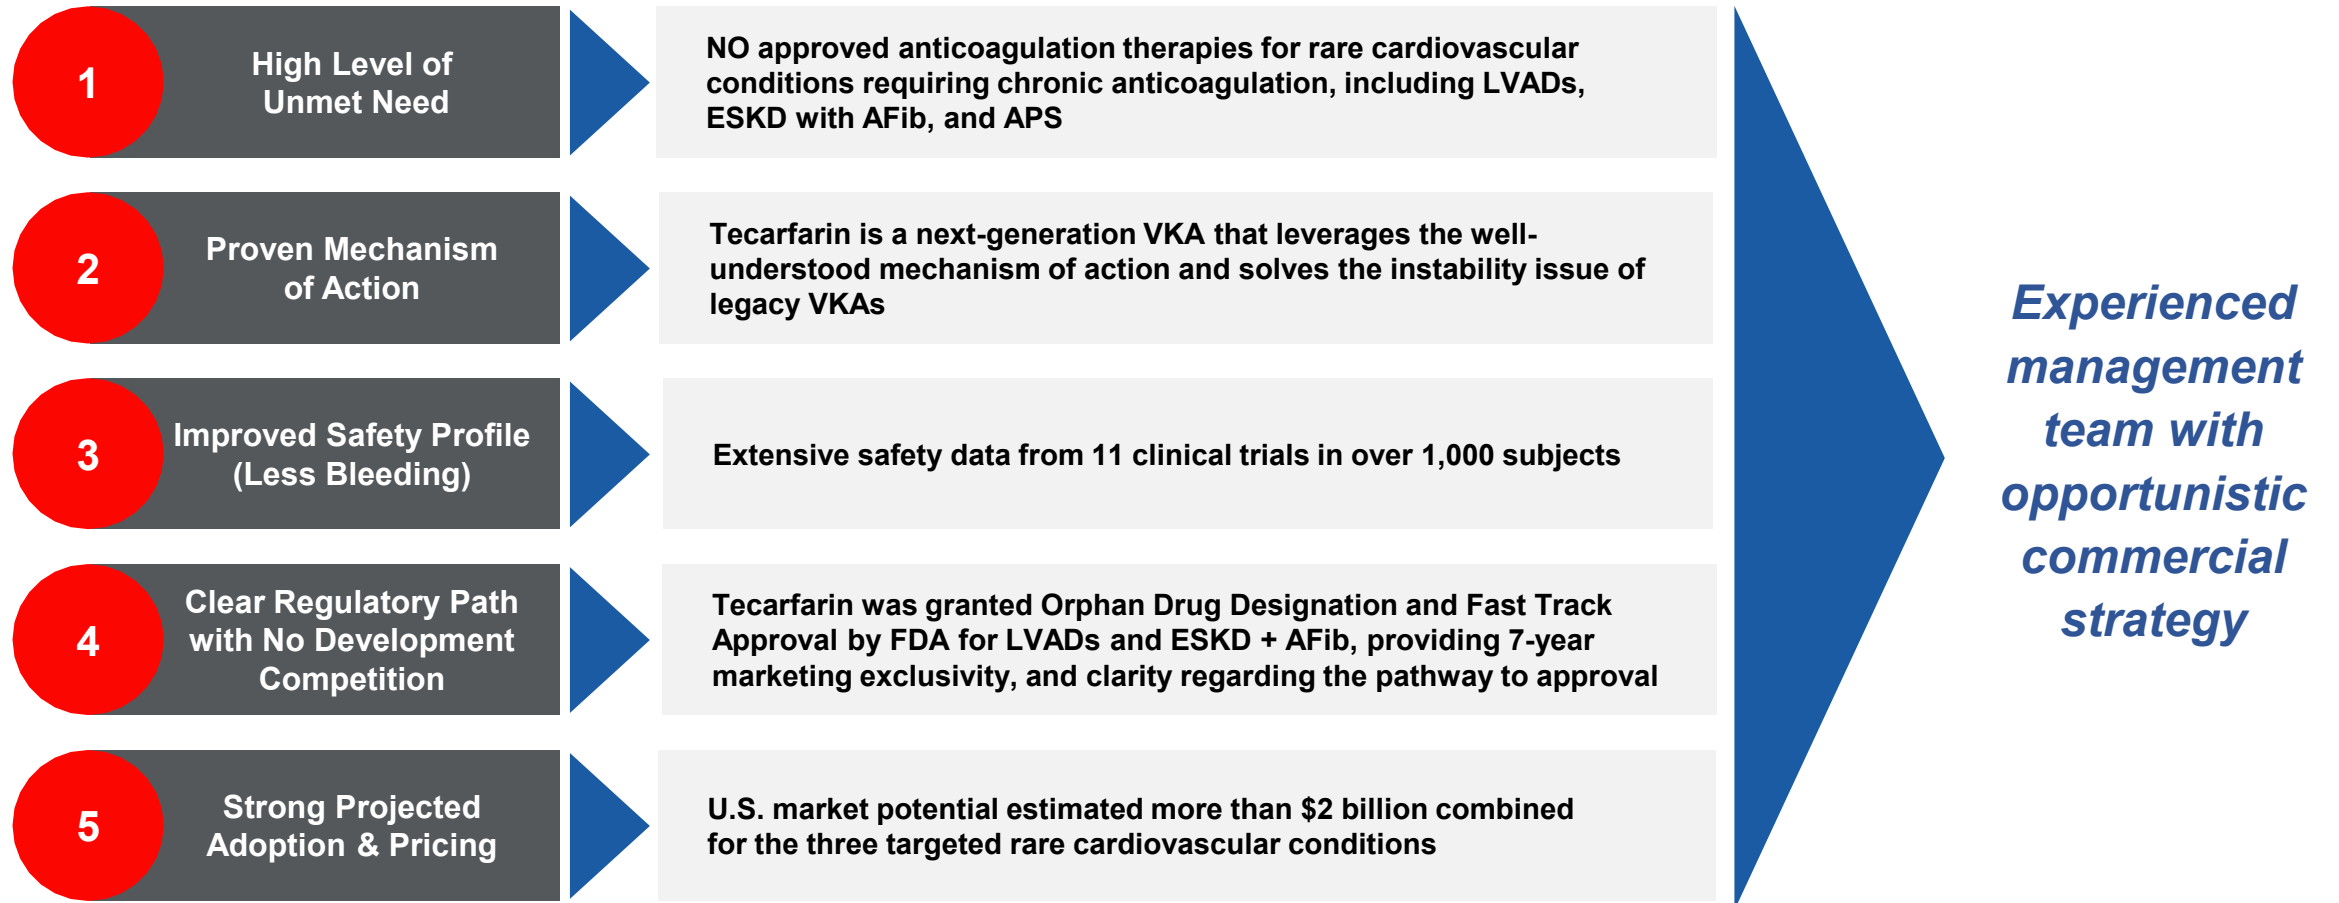 1
High Level of
Unmet Need
NO approved anticoagulation therapies for rare cardiovascular
conditions requiring chronic anticoagulation, including LVADs,
ESKD with AFib, and APS
2
Proven Mechanism
of Action
Tecarfarin is a next-generation VKA that leverages the well-
understood mechanism of action and solves the instability issue of
legacy VKAs
3
Improved Safety Profile
(Less Bleeding)
Extensive safety data from 11 clinical trials in over 1,000 subjects
4
Clear Regulatory Path
with No Development
Competition
Tecarfarin was granted Orphan Drug Designation and Fast Track
Approval by FDA for LVADs and ESKD + AFib, providing 7-year
marketing exclusivity, and clarity regarding the pathway to approval
5
Strong Projected
Adoption & Pricing
U.S. market potential estimated more than $2 billion combined
for the three targeted rare cardiovascular conditions
Experienced
management
team with
opportunistic
commercial
strategy